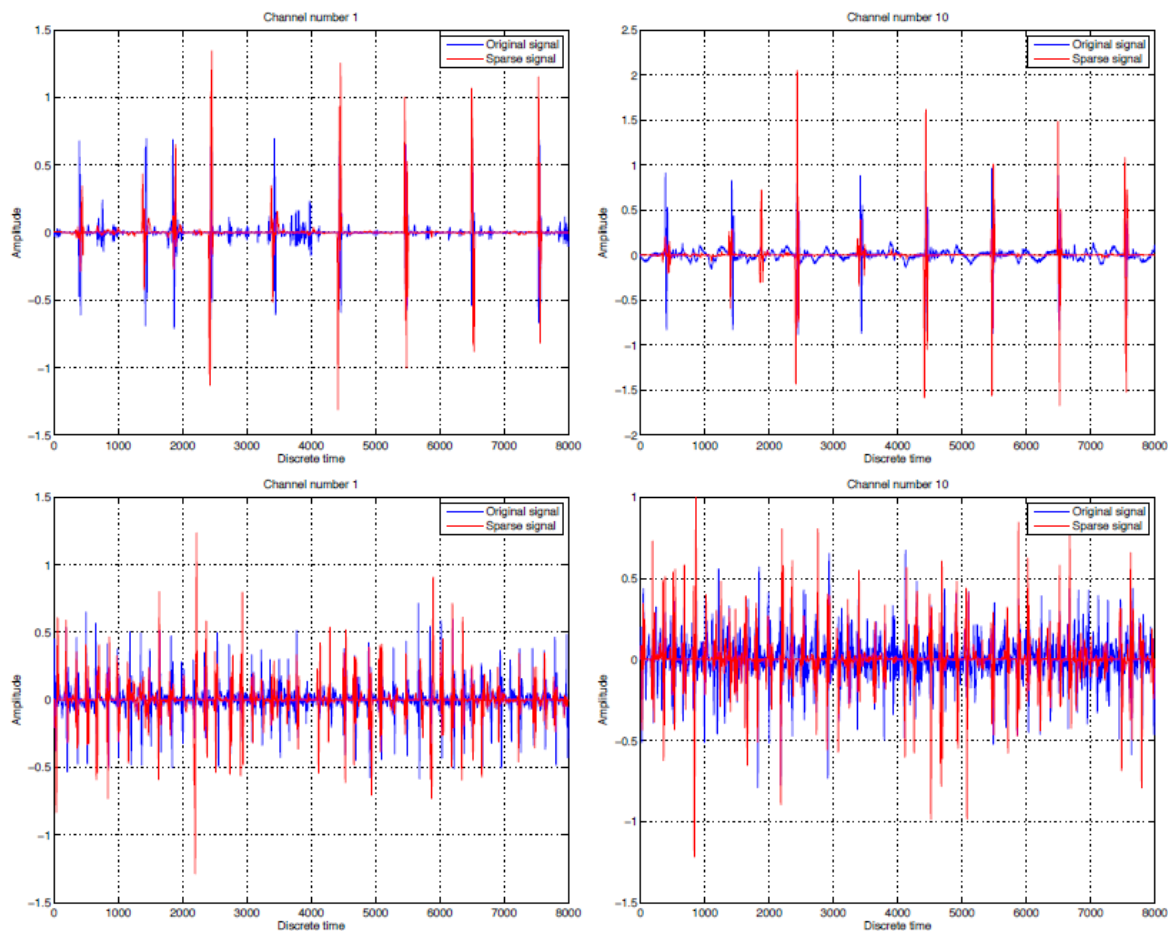 Channel number 1
Original signal
Sparse signal
1.5
1
0.5
0
−0.5
−1
−1.5
Amplitude
0 1000 2000 3000 4000 5000 6000 7000 8000
Discrete time
Channel number 10
Original signal
Sparse signal
2.5
2
1.5
1
0.5
0
−0.5
−1
−1.5
−2
Amplitude
0 1000 2000 3000 4000 5000 6000 7000 8000
Discrete time
Channel number 1
Original signal
Sparse signal
1.5
1
0.5
0
−0.5
−1
−1.5
Amplitude
0 1000 2000 3000 4000 5000 6000 7000 8000
Discrete time
Channel number 10
Original signal
Sparse signal
1
0.5
0
−0.5
−1
−1.5
Amplitude
0 1000 2000 3000 4000 5000 6000 7000 8000
Discrete time